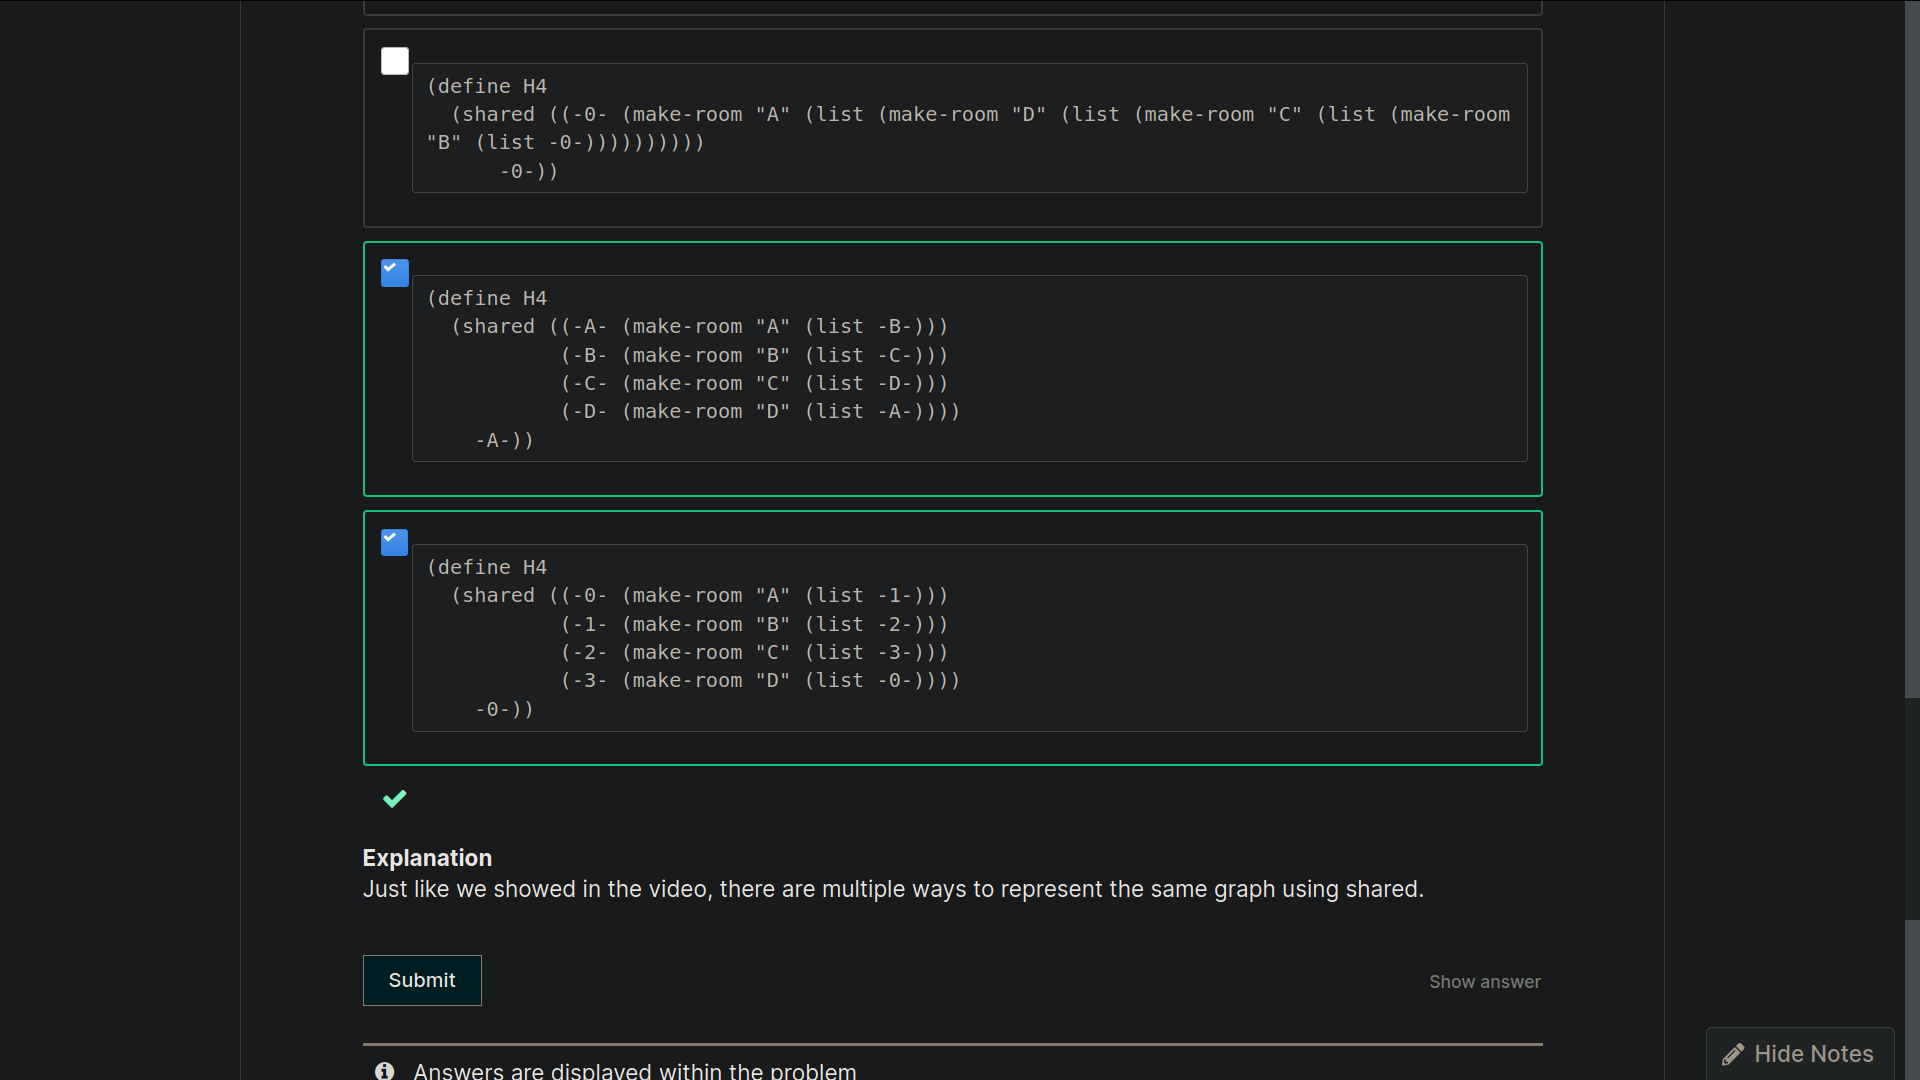 (define H4
  (shared ((-0- (make-room "A" (list (make-room "D" (list (make-room "C" (list (make-room
"B" (list -0-))))))))))
      -0-))
(define H4
  (shared ((-A- (make-room "A" (list -B-)))
           (-B- (make-room "B" (list -C-)))
           (-C- (make-room "C" (list -D-)))
           (-D- (make-room "D" (list -A-))))
    -A-))
(define H4
  (shared ((-0- (make-room "A" (list -1-)))
           (-1- (make-room "B" (list -2-)))
           (-2- (make-room "C" (list -3-)))
           (-3- (make-room "D" (list -0-))))
    -0-))
Explanation
Just like we showed in the video, there are multiple ways to represent the same graph using shared.
Submit
Show answer
Hide Notes
Answers are displayed within the problem